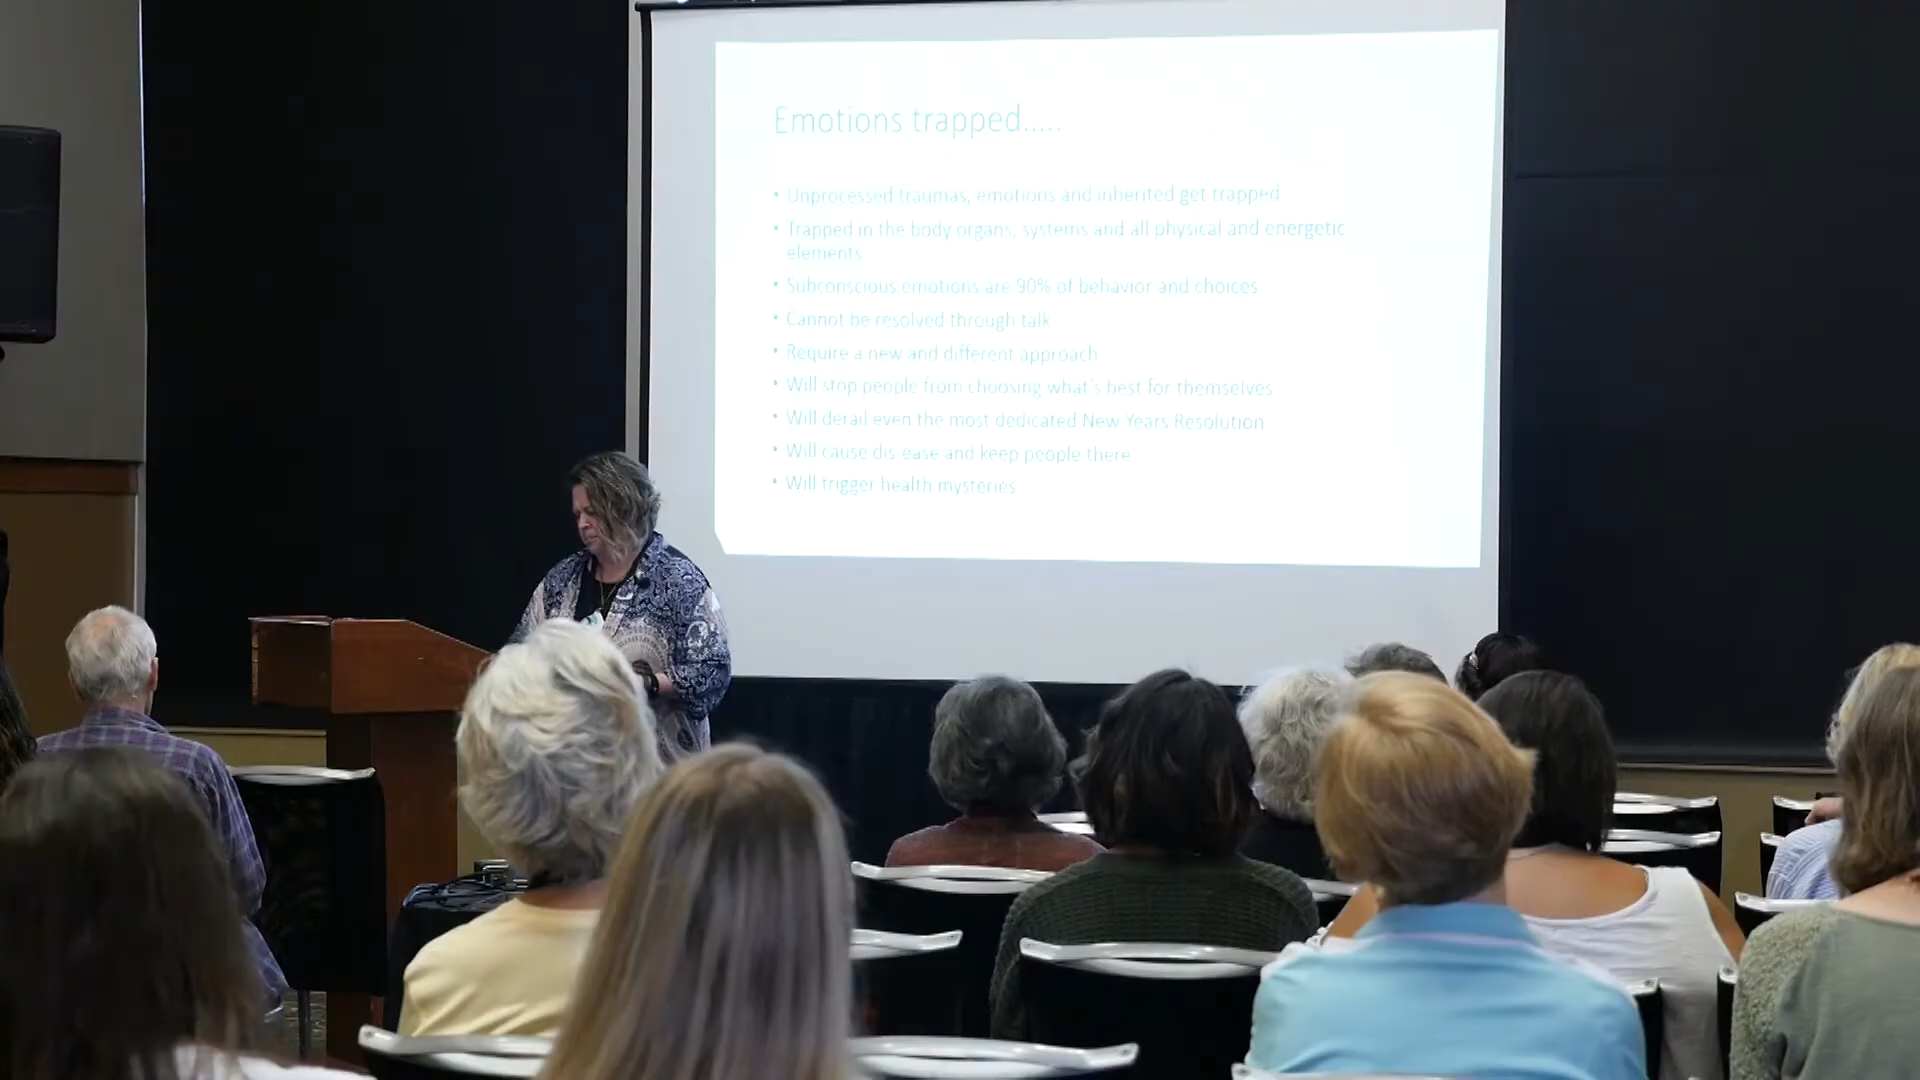 Emotions trapped.....
• Unprocessed traumas, emotions and inherited get trapped
• Trapped in the body organs, systems and all physical and energetic
elements
• Subconscious emotions are 90% of behavior and choices
• Cannot be resolved through talk
• Require a new and different approach
• Will stop people from choosing what's best for themselves
• Will derail even the most dedicated New Years Resolution
• Will cause dis-ease and keep people there
• Will trigger health mysteries